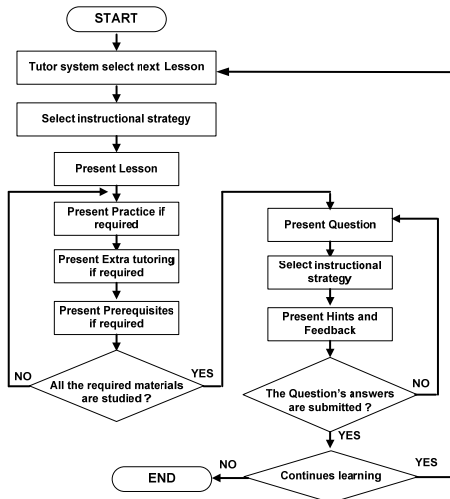 START
Tutor system select next Lesson
Select instructional strategy
Present Lesson
Present Practice if
required
Present Extra tutoring
if required
Present Prerequisites
if required
NO
YES
All the required materials
are studied ?
Present Question
Select instructional
strategy
Present Hints and
Feedback
NO
The Question's answers
are submitted ?
YES
NO
YES
Continues learning
END